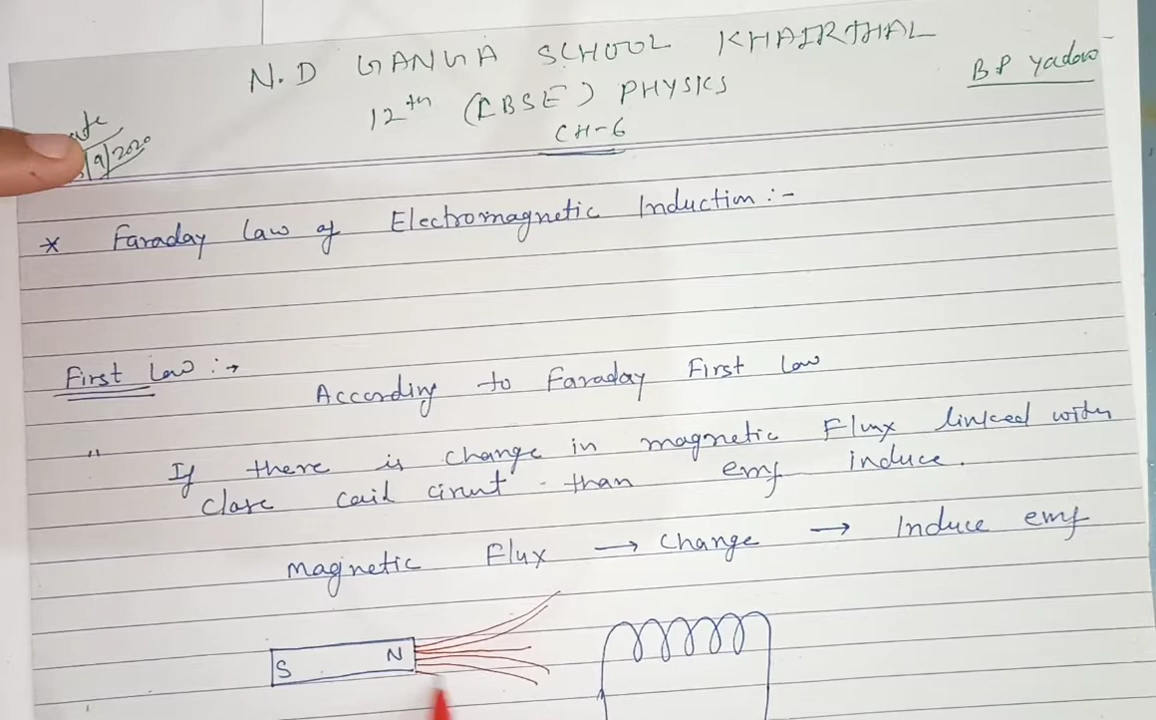 N.D GANGA SCHOOL KHAIRTHAL
B P Yadav
12th (CBSE) PHYSICS
CH-6
/9/2020
* Faraday Law of Electromagnetic Induction :-
First Law :→
According to Faraday First Law
" If there is change in magnetic Flux linked with
close coil circuit - than emf induce.
Magnetic Flux → Change → Induce emf
S N